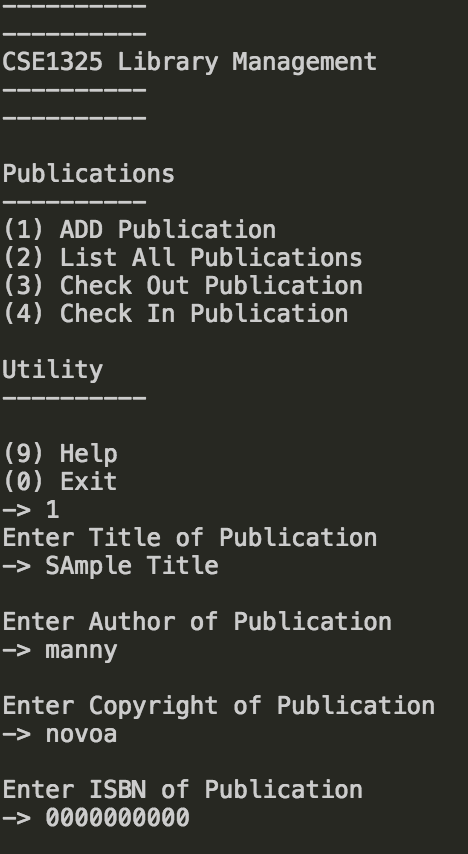 ----------
----------
CSE1325 Library Management
----------
----------
Publications
----------
(1) ADD Publication
(2) List All Publications
(3) Check Out Publication
(4) Check In Publication
Utility
----------
(9) Help
(0) Exit
-> 1
Enter Title of Publication
-> SAmple Title
Enter Author of Publication
-> manny
Enter Copyright of Publication
-> novoa
Enter ISBN of Publication
-> 0000000000